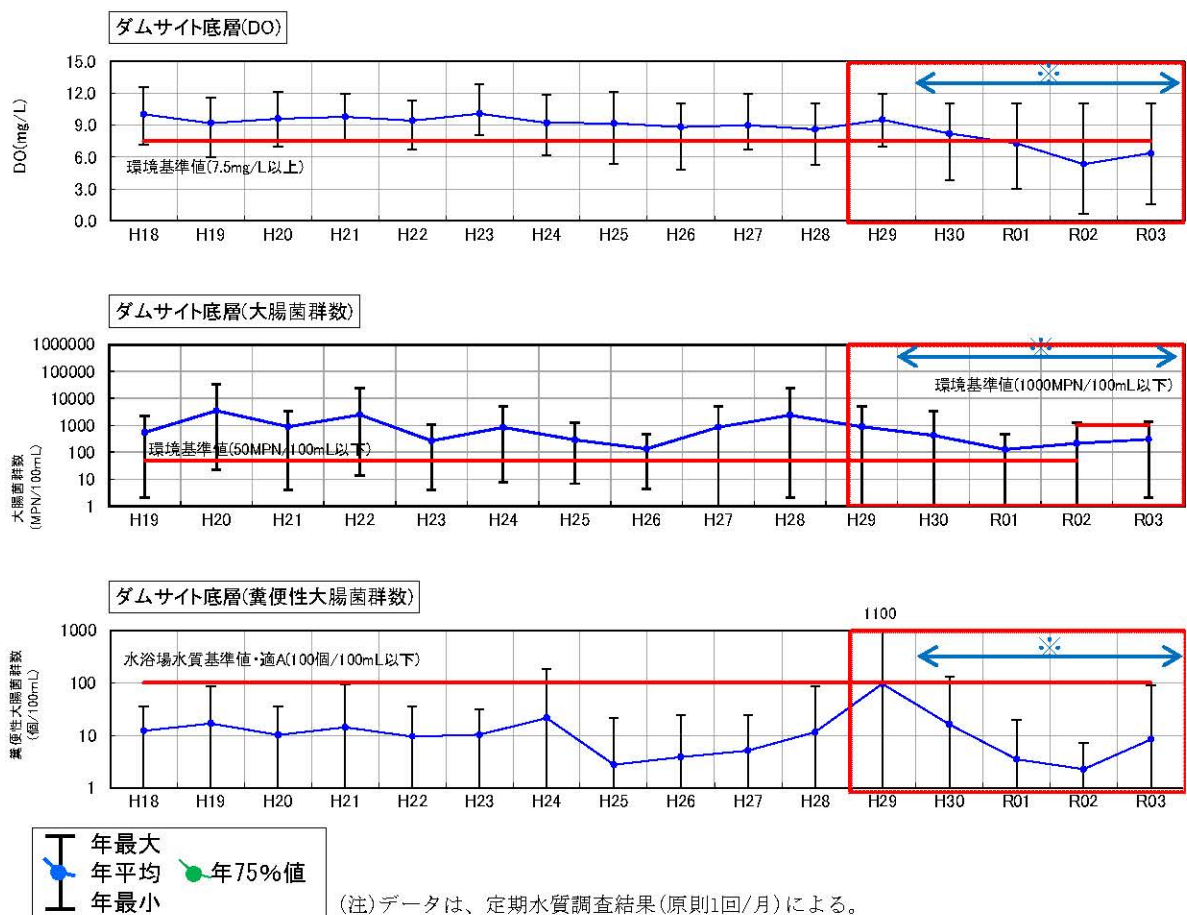 ダムサイト底層(DO)
15.0
12.0
9.0
6.0
3.0
0.0
DO(mg/L)
※
環境基準値(7.5mg/L以上)
H18 H19 H20 H21 H22 H23 H24 H25 H26 H27 H28 H29 H30 R01 R02 R03
ダムサイト底層(大腸菌群数)
1000000
100000
10000
1000
100
10
1
大腸菌群数
(MPN/100mL)
※
環境基準値(1000MPN/100mL以下)
環境基準値(50MPN/100mL以下)
H19 H20 H21 H22 H23 H24 H25 H26 H27 H28 H29 H30 R01 R02 R03
ダムサイト底層(糞便性大腸菌群数)
1100
1000
100
10
1
糞便性大腸菌群数
(個/100mL)
※
水浴場水質基準値・適A(100個/100mL以下)
H18 H19 H20 H21 H22 H23 H24 H25 H26 H27 H28 H29 H30 R01 R02 R03
年最大
年平均 年75%値
年最小
(注)データは、定期水質調査結果(原則1回/月)による。